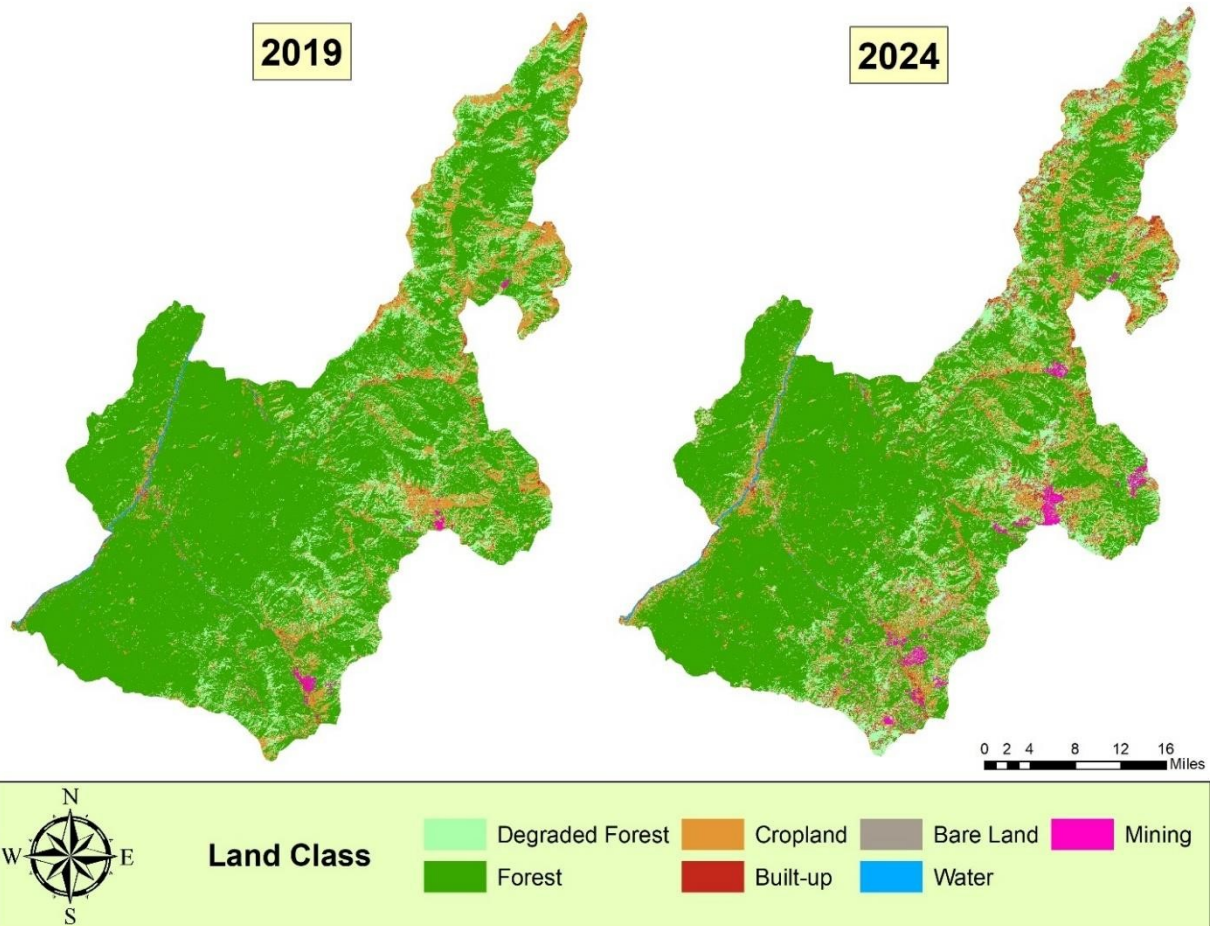 2019
2024
0 2 4 8 12 16
Miles
N
W E
S
Land Class
Degraded Forest Cropland Bare Land Mining
Forest Built-up Water